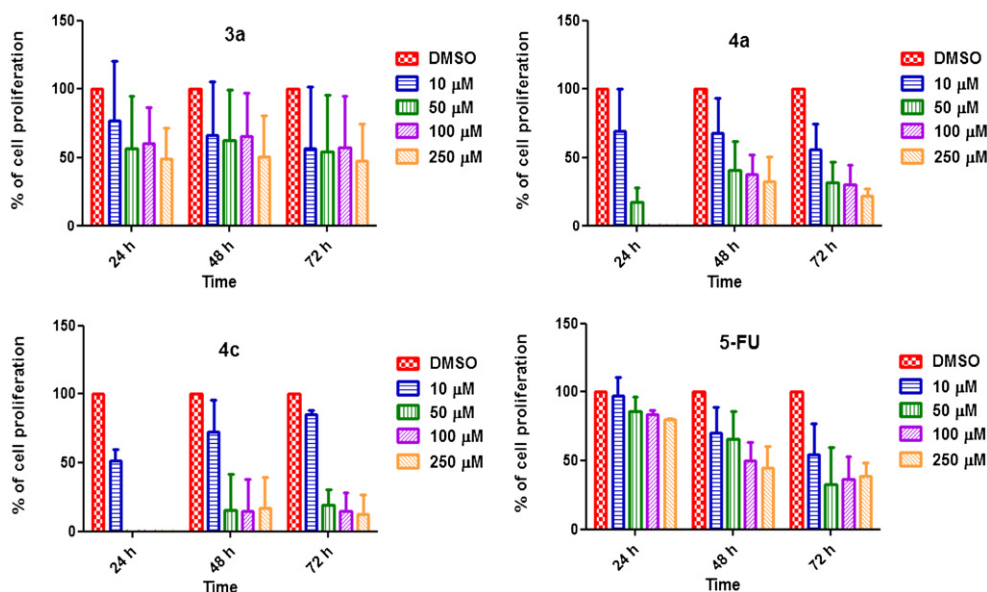 3a
% of cell proliferation
150
100
50
0
24 h
48 h
72 h
Time
DMSO
10 μM
50 μM
100 μM
250 μM
4a
% of cell proliferation
150
100
50
0
24 h
48 h
72 h
Time
DMSO
10 μM
50 μM
100 μM
250 μM
4c
% of cell proliferation
150
100
50
0
24 h
48 h
72 h
Time
DMSO
10 μM
50 μM
100 μM
250 μM
5-FU
% of cell proliferation
150
100
50
0
24 h
48 h
72 h
Time
DMSO
10 μM
50 μM
100 μM
250 μM